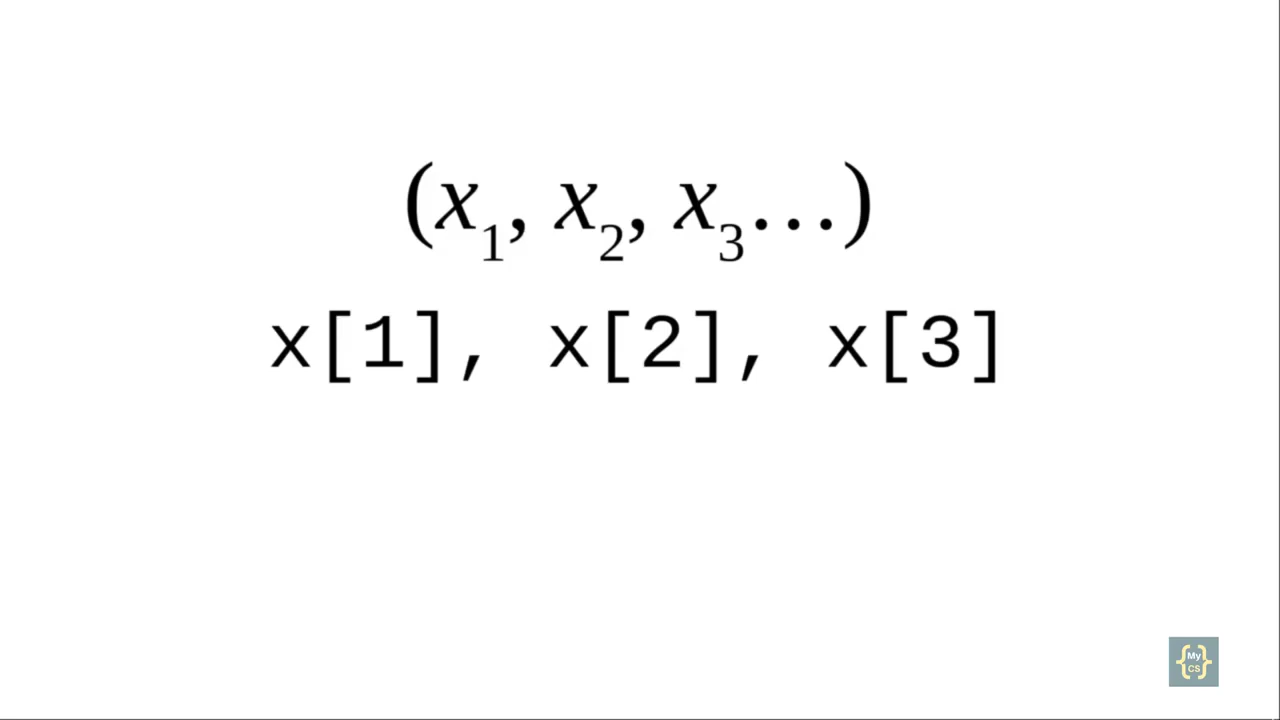 (x₁, x₂, x₃…)
x[1], x[2], x[3]
{My CS}